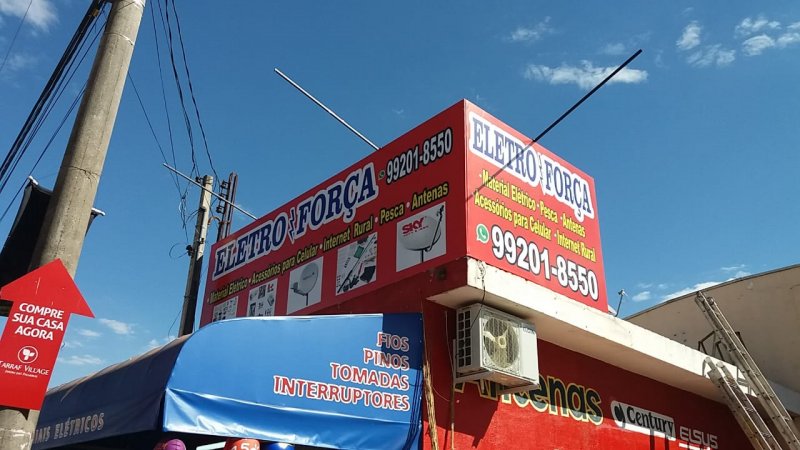 ELETRO FORÇA
99201-8550
Material Elétrico • Acessórios para Celular • Internet Rural • Pesca • Antenas
SKY
ELETRO FORÇA
• Material Elétrico • Pesca • Antenas
Acessórios para Celular • Internet Rural
99201-8550
COMPRE
SUA CASA
AGORA
TARRAF VILLAGE
FIOS
PINOS
TOMADAS
INTERRUPTORES
ELÉTRICOS
Antenas
Century
ELSYS